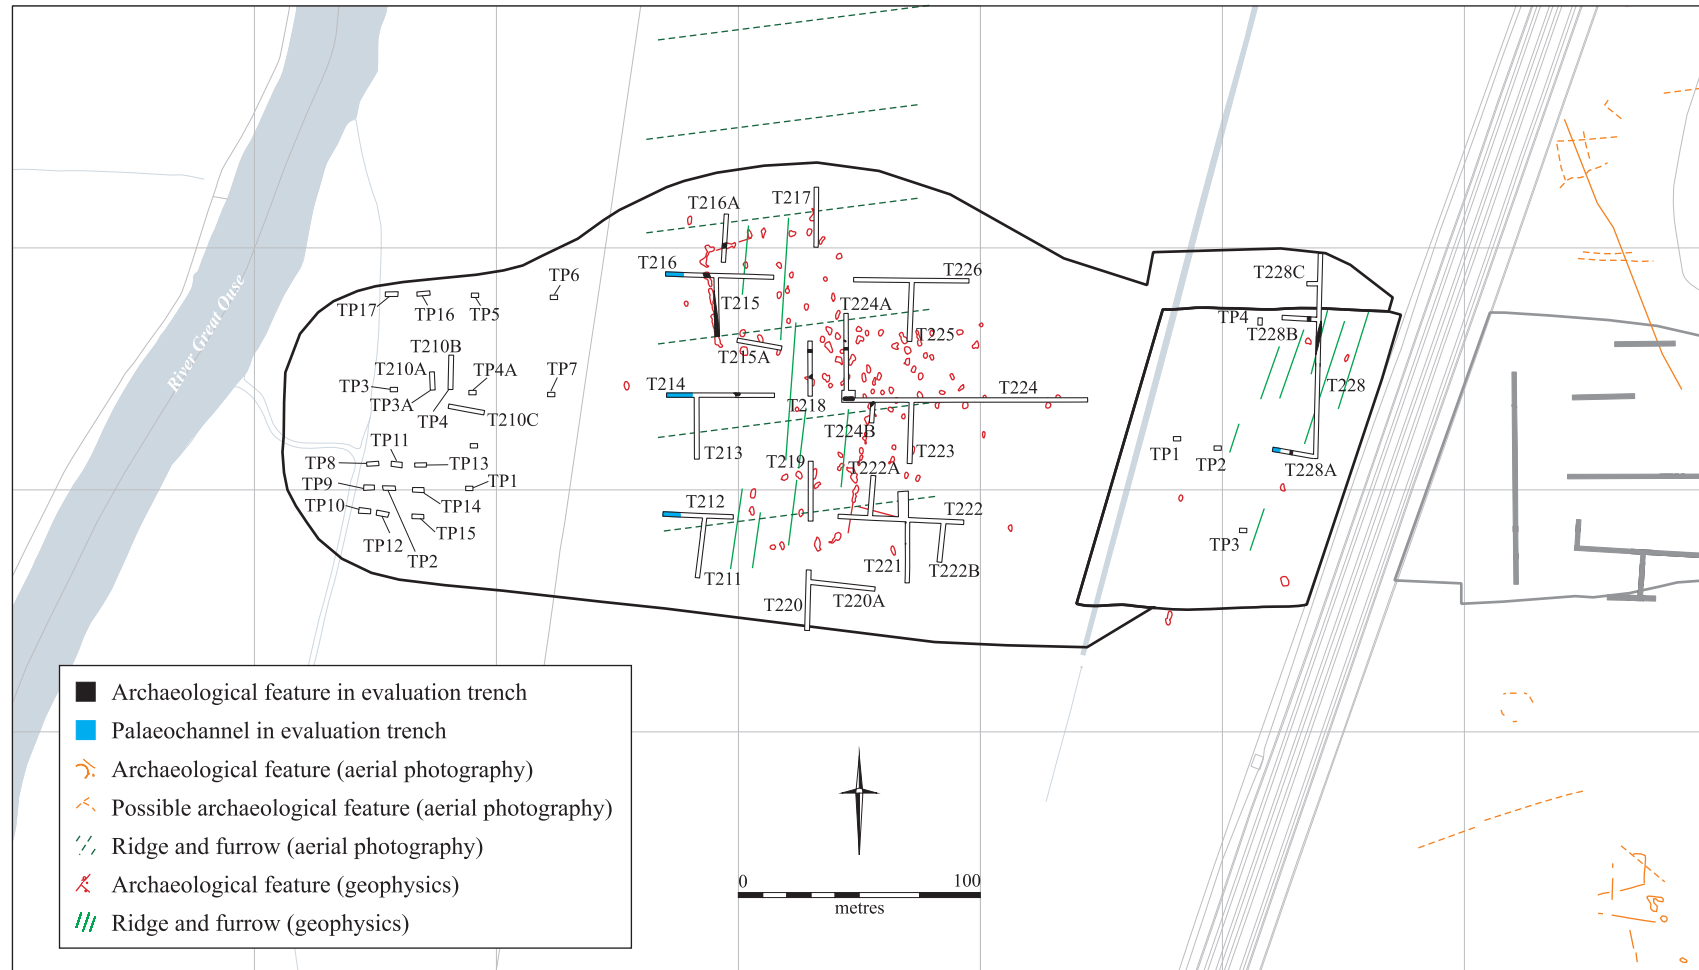 River Great Ouse
T216A
T217
T216
T226
T228C
TP6
TP17
TP16
TP5
T215
T224A
TP4
T228B
T225
T210B
T215A
T210A
TP4A
TP7
TP3
T214
T224
T228
TP3A
T218
TP4
T210C
T224B
TP11
T213
T223
TP1
TP2
T228A
TP8
TP13
T219
T222A
TP9
TP1
TP10
TP14
T212
T222
TP15
TP12
TP3
TP2
T211
T221
T222B
T220
T220A
Archaeological feature in evaluation trench
Palaeochannel in evaluation trench
Archaeological feature (aerial photography)
Possible archaeological feature (aerial photography)
Ridge and furrow (aerial photography)
Archaeological feature (geophysics)
Ridge and furrow (geophysics)
0 100
metres